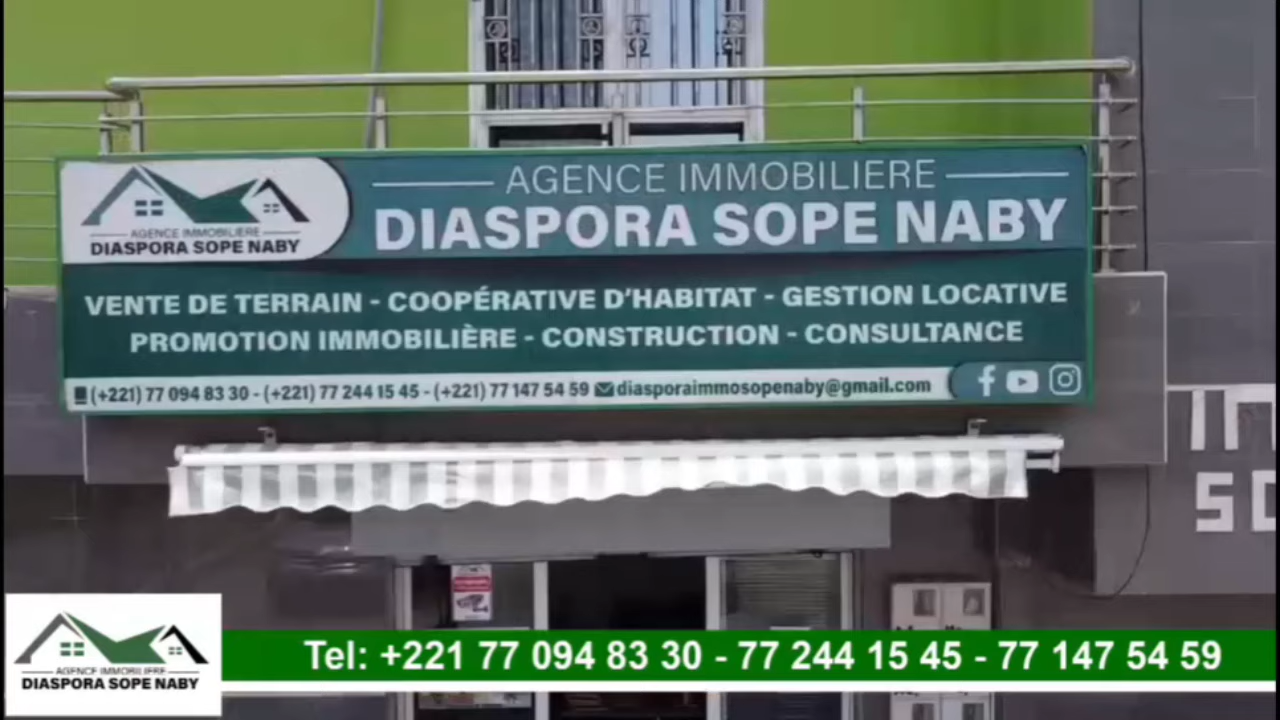 AGENCE IMMOBILIERE
DIASPORA SOPE NABY
AGENCE IMMOBILIERE
DIASPORA SOPE NABY
VENTE DE TERRAIN - COOPÉRATIVE D'HABITAT - GESTION LOCATIVE
PROMOTION IMMOBILIÈRE - CONSTRUCTION - CONSULTANCE
(+221) 77 094 83 30 - (+221) 77 244 15 45 - (+221) 77 147 54 59 diasporaimmosopenaby@gmail.com
Tel: +221 77 094 83 30 - 77 244 15 45 - 77 147 54 59
AGENCE IMMOBILIERE
DIASPORA SOPE NABY